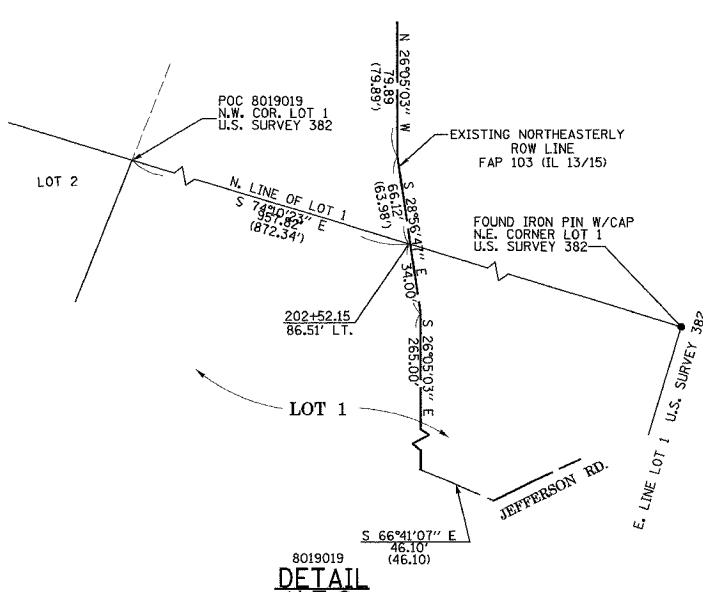 N 26°05'03" W
79.89
(79.89')
POC 8019019
N.W. COR. LOT 1
U.S. SURVEY 382
EXISTING NORTHEASTERLY
ROW LINE
FAP 103 (IL 13/15)
LOT 2
N. LINE OF LOT 1
S 74°10'23" E
957.82'
(872.34')
S 28°56'47" E
66.12'
(63.98')
34.00'
FOUND IRON PIN W/CAP
N.E. CORNER LOT 1
U.S. SURVEY 382
202+52.15
86.51' LT.
S 26°05'03" E
265.00'
LOT 1
E. LINE LOT 1 U.S. SURVEY 382
JEFFERSON RD.
S 66°41'07" E
46.10'
(46.10)
8019019
DETAIL